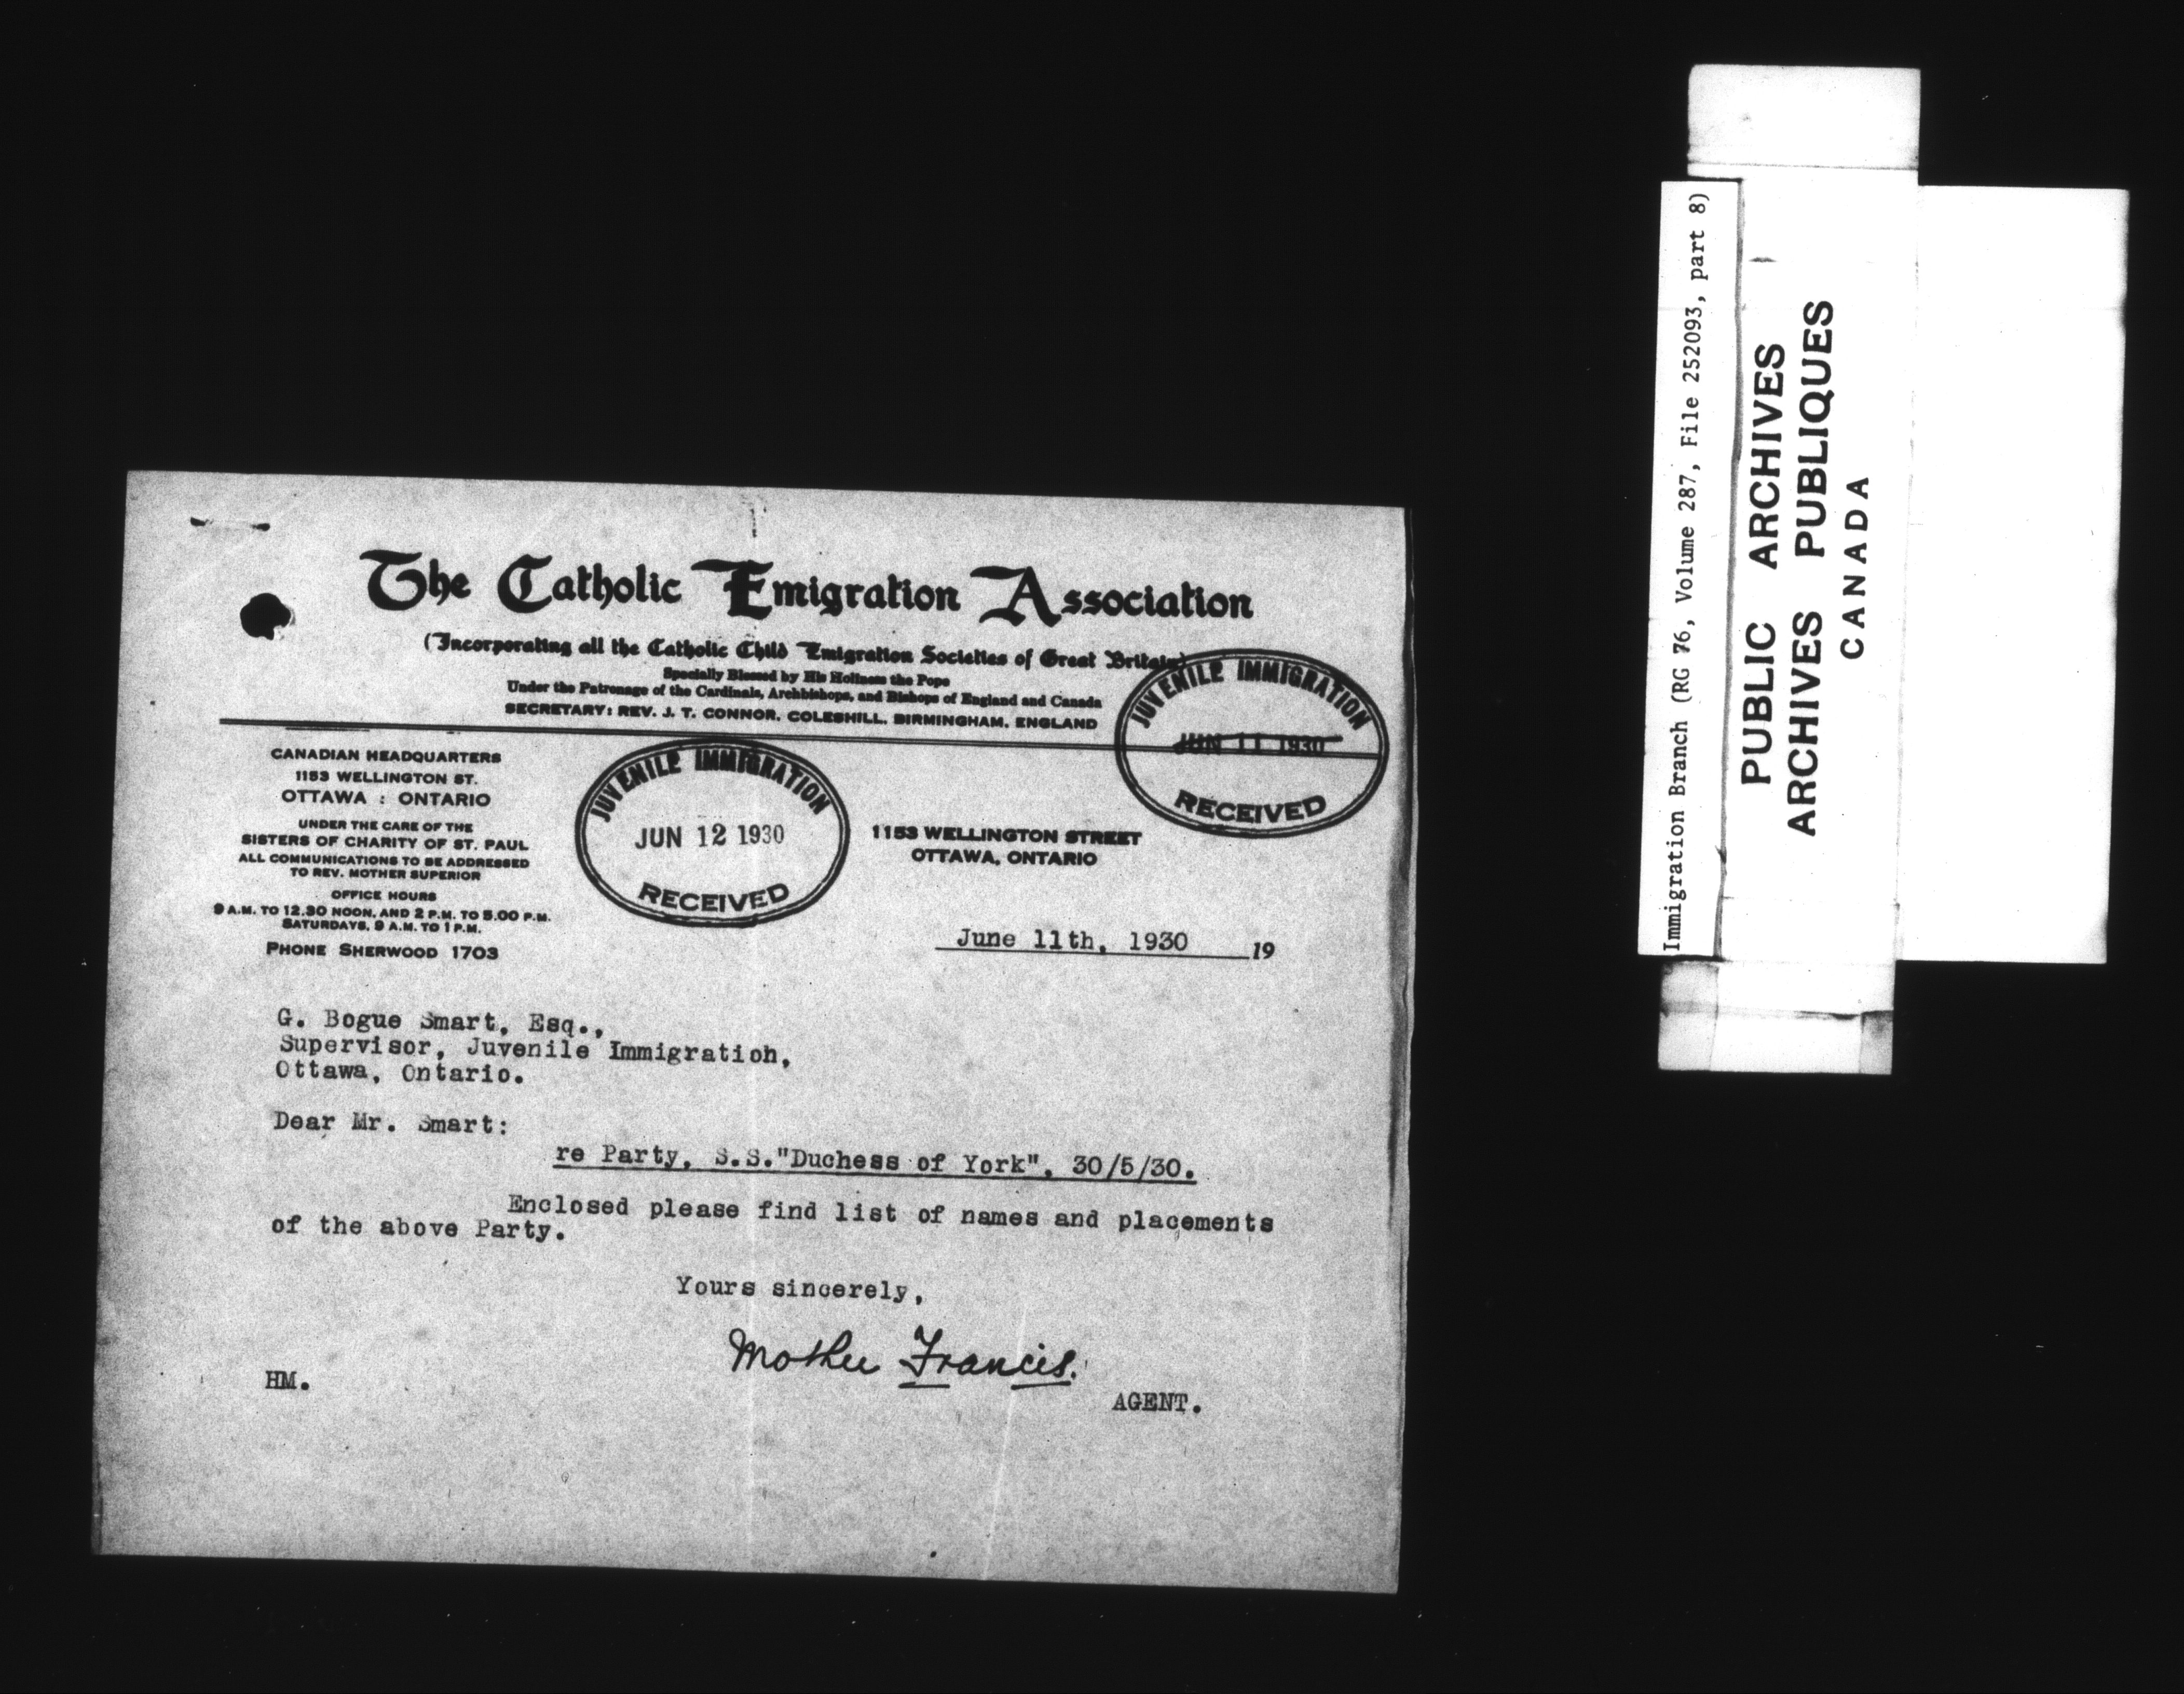 The Catholic Emigration Association
(Incorporating all the Catholic Child Emigration Societies of Great Britain)
Specially Blessed by His Holiness the Pope
Under the Patronage of the Cardinals, Archbishops, and Bishops of England and Canada
SECRETARY: REV. J. T. CONNOR, COLESHILL, BIRMINGHAM, ENGLAND
JUVENILE IMMIGRATION
JUN 11 1930
RECEIVED
CANADIAN HEADQUARTERS
1153 WELLINGTON ST.
OTTAWA : ONTARIO
UNDER THE CARE OF THE
SISTERS OF CHARITY OF ST. PAUL
ALL COMMUNICATIONS TO BE ADDRESSED
TO REV. MOTHER SUPERIOR
OFFICE HOURS
9 A.M. TO 12.30 NOON, AND 2 P.M. TO 5.00 P.M.
SATURDAYS, 9 A.M. TO 1 P.M.
PHONE SHERWOOD 1703
JUVENILE IMMIGRATION
JUN 12 1930
RECEIVED
1153 WELLINGTON STREET
OTTAWA, ONTARIO
June 11th, 1930 19
G. Bogue Smart, Esq.,
Supervisor, Juvenile Immigration,
Ottawa, Ontario.
Dear Mr. Smart:
re Party, S.S."Duchess of York", 30/5/30.
Enclosed please find list of names and placements
of the above Party.
Yours sincerely,
Mother Francis.
HM.
AGENT.
Immigration Branch (RG 76, Volume 287, File 252093, part 8)
PUBLIC ARCHIVES
ARCHIVES PUBLIQUES
CANADA